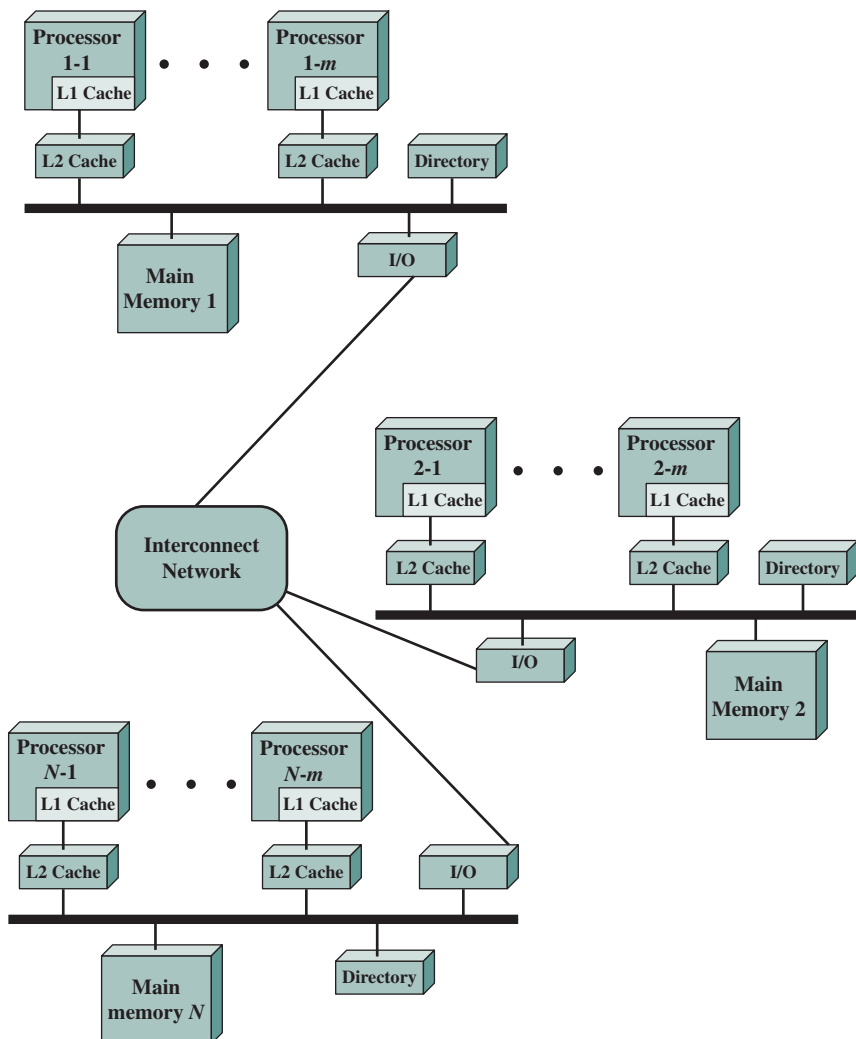 Processor
1-1
L1 Cache
Processor
1-m
L1 Cache
L2 Cache
L2 Cache
Directory
Main
Memory 1
I/O
Processor
2-1
L1 Cache
Processor
2-m
L1 Cache
Interconnect
Network
L2 Cache
L2 Cache
Directory
I/O
Main
Memory 2
Processor
N-1
L1 Cache
Processor
N-m
L1 Cache
L2 Cache
L2 Cache
I/O
Main
memory N
Directory